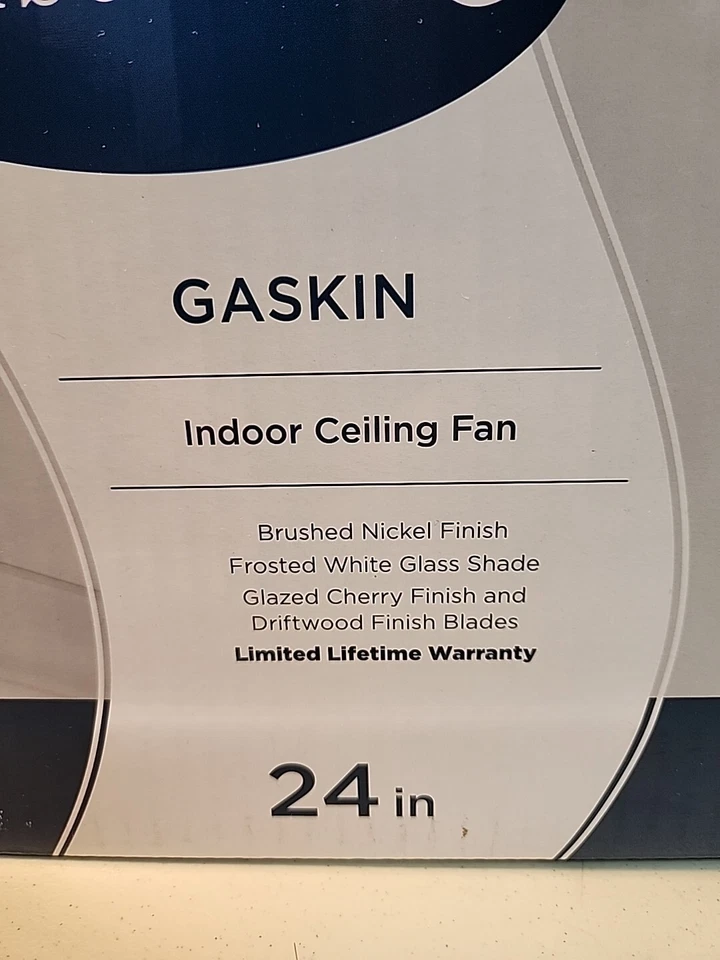 GASKIN
Indoor Ceiling Fan
Brushed Nickel Finish
Frosted White Glass Shade
Glazed Cherry Finish and
Driftwood Finish Blades
Limited Lifetime Warranty
24 in